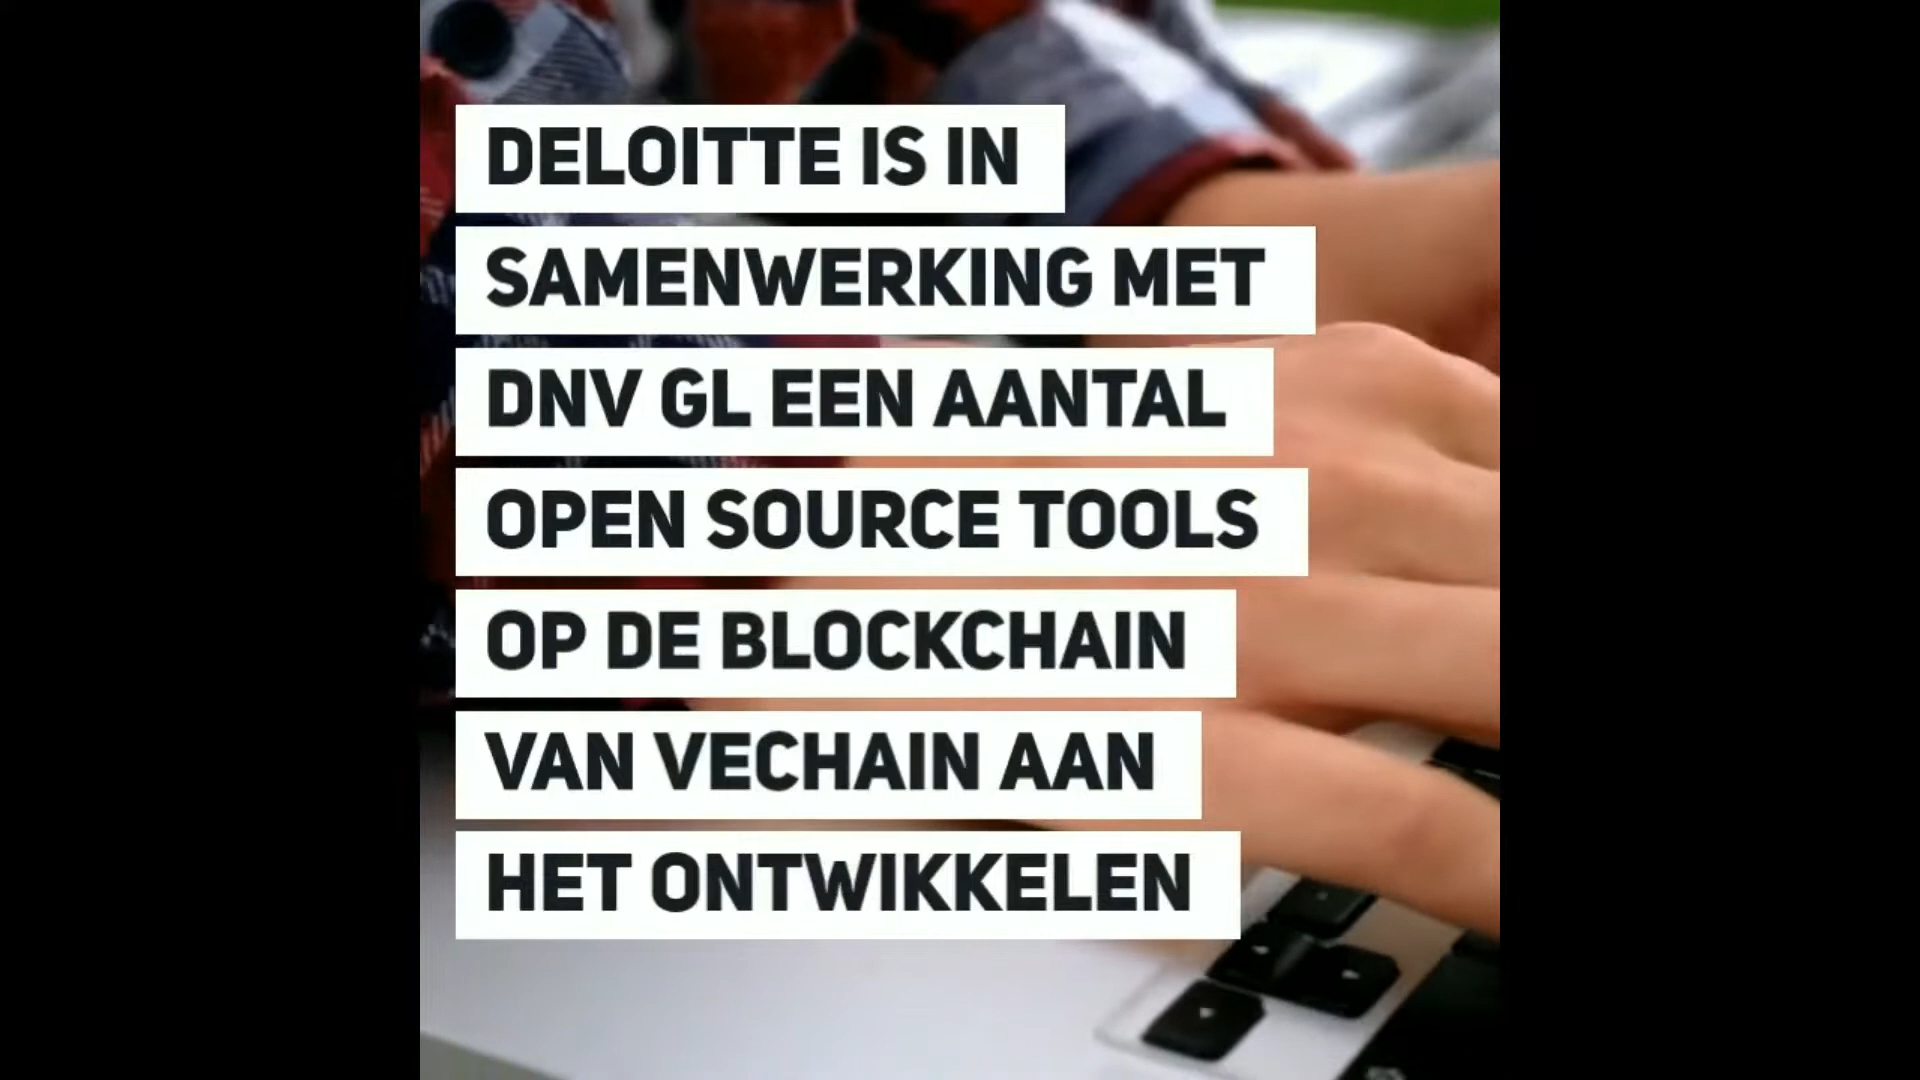 DELOITTE IS IN
SAMENWERKING MET
DNV GL EEN AANTAL
OPEN SOURCE TOOLS
OP DE BLOCKCHAIN
VAN VECHAIN AAN
HET ONTWIKKELEN